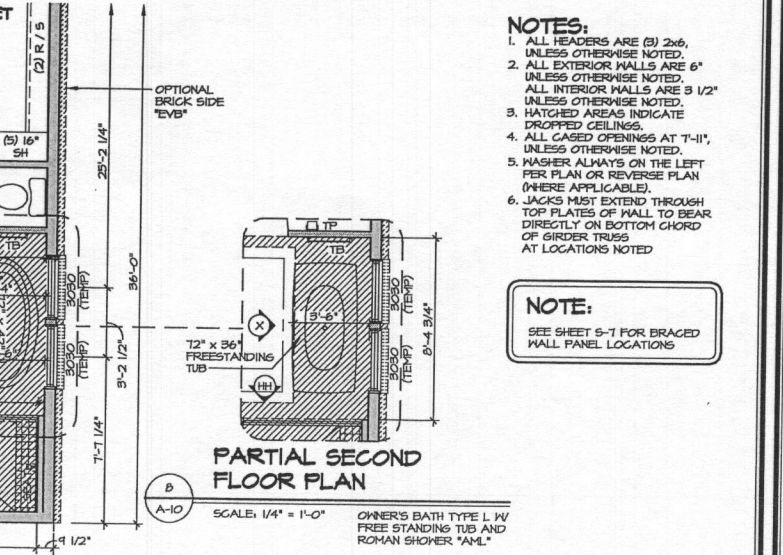 ET
(2) R / S
OPTIONAL
BRICK SIDE
"EVB"
(5) 16"
SH
25'-2 1/4"
36'-0"
TB
3030
(TEMP)
3030
(TEMP)
3'-2 1/2"
7'-7 1/4"
9 1/2"
TP
TB
3'-6"
X
HH
72" x 36"
FREESTANDING
TUB
3030
(TEMP)
3030
(TEMP)
8'-4 3/4"
PARTIAL SECOND
FLOOR PLAN
B
A-10
SCALE: 1/4" = 1'-0"
OWNER'S BATH TYPE L W/
FREE STANDING TUB AND
ROMAN SHOWER "AML"
NOTES:
1. ALL HEADERS ARE (3) 2x6,
UNLESS OTHERWISE NOTED.
2. ALL EXTERIOR WALLS ARE 6"
UNLESS OTHERWISE NOTED.
ALL INTERIOR WALLS ARE 3 1/2"
UNLESS OTHERWISE NOTED.
3. HATCHED AREAS INDICATE
DROPPED CEILINGS.
4. ALL CASED OPENINGS AT 7'-11",
UNLESS OTHERWISE NOTED.
5. WASHER ALWAYS ON THE LEFT
PER PLAN OR REVERSE PLAN
(WHERE APPLICABLE).
6. JACKS MUST EXTEND THROUGH
TOP PLATES OF WALL TO BEAR
DIRECTLY ON BOTTOM CHORD
OF GIRDER TRUSS
AT LOCATIONS NOTED
NOTE:
SEE SHEET S-7 FOR BRACED
WALL PANEL LOCATIONS